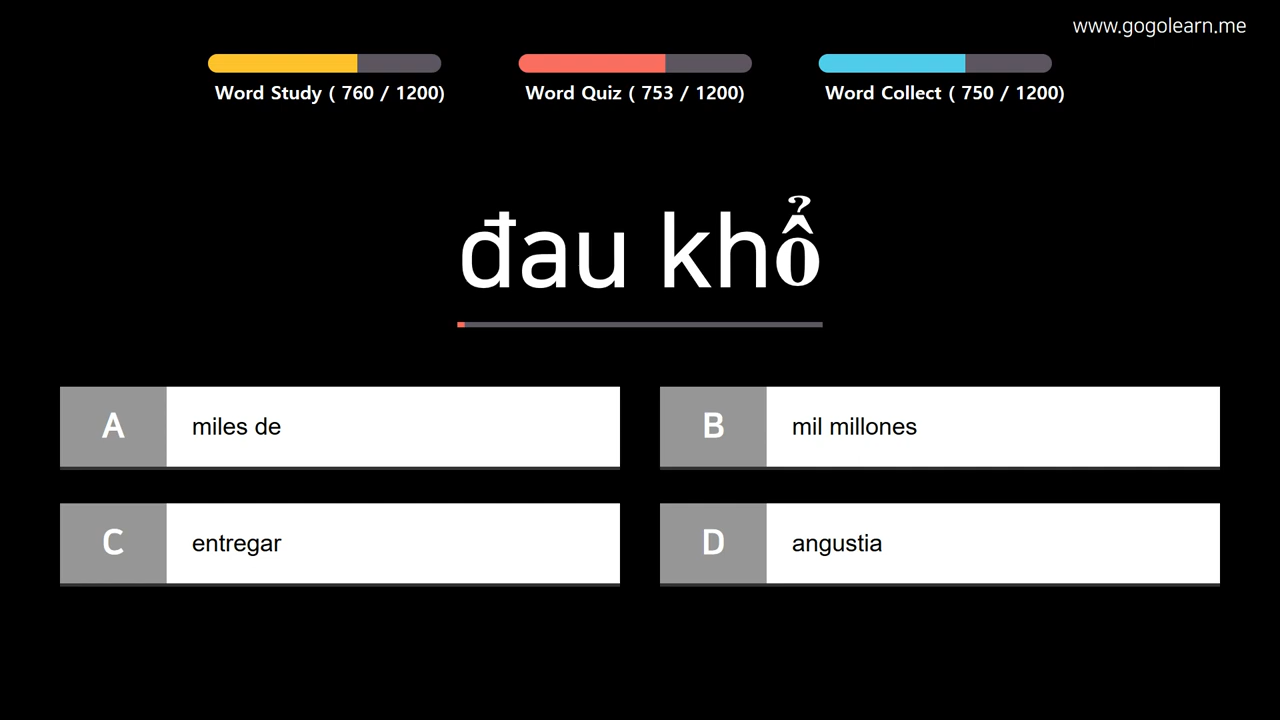 www.gogolearn.me
Word Study ( 760 / 1200)
Word Quiz ( 753 / 1200)
Word Collect ( 750 / 1200)
đau khổ
A miles de
B mil millones
C entregar
D angustia